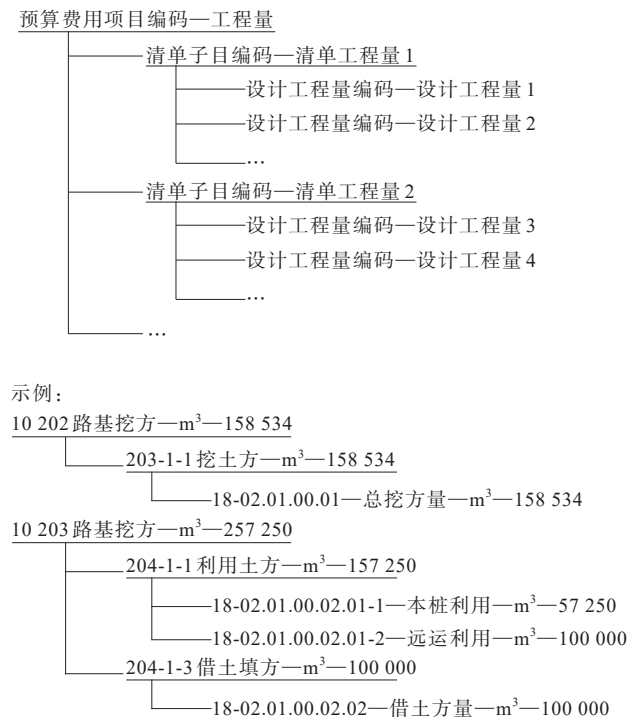 预算费用项目编码—工程量
清单子目编码—清单工程量1
设计工程量编码—设计工程量1
设计工程量编码—设计工程量2
…
清单子目编码—清单工程量2
设计工程量编码—设计工程量3
设计工程量编码—设计工程量4
…
…
示例：
10 202路基挖方—m³—158 534
203-1-1挖土方—m³—158 534
18-02.01.00.01—总挖方量—m³—158 534
10 203路基挖方—m³—257 250
204-1-1利用土方—m³—157 250
18-02.01.00.02.01-1—本桩利用—m³—57 250
18-02.01.00.02.01-2—远运利用—m³—100 000
204-1-3借土填方—m³—100 000
18-02.01.00.02.02—借土方量—m³—100 000